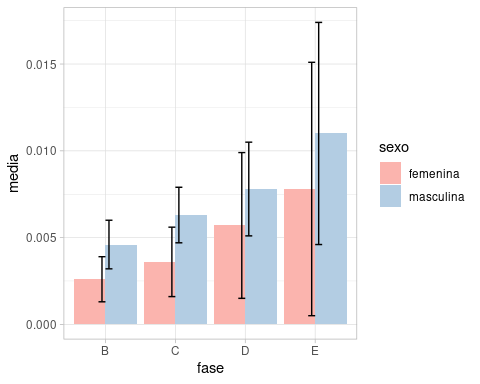 0.015
0.010
0.005
0.000
media
B C D E
fase
sexo
femenina
masculina